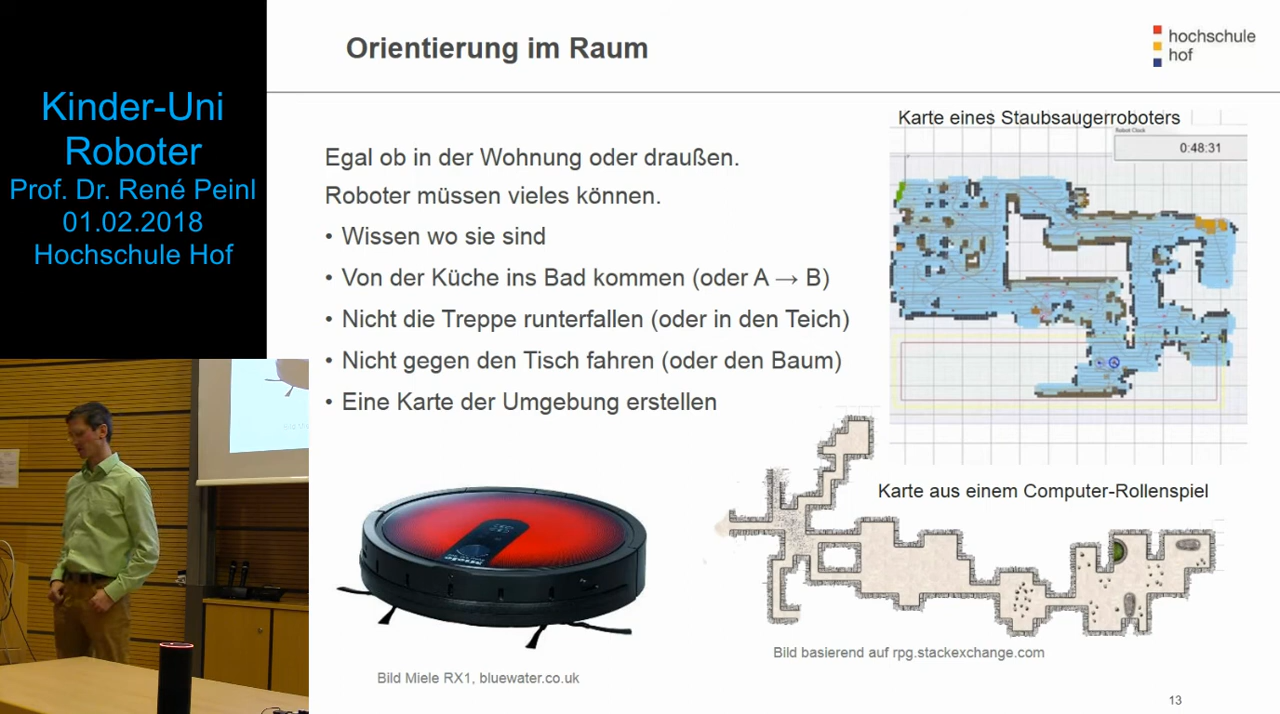 Kinder-Uni
Roboter
Prof. Dr. René Peinl
01.02.2018
Hochschule Hof
Orientierung im Raum
hochschule
hof
Egal ob in der Wohnung oder draußen.
Roboter müssen vieles können.
• Wissen wo sie sind
• Von der Küche ins Bad kommen (oder A → B)
• Nicht die Treppe runterfallen (oder in den Teich)
• Nicht gegen den Tisch fahren (oder den Baum)
• Eine Karte der Umgebung erstellen
Karte eines Staubsaugerroboters
Robot Clock
0:48:31
Karte aus einem Computer-Rollenspiel
Miele
Bild Miele RX1, bluewater.co.uk
Bild basierend auf rpg.stackexchange.com
13